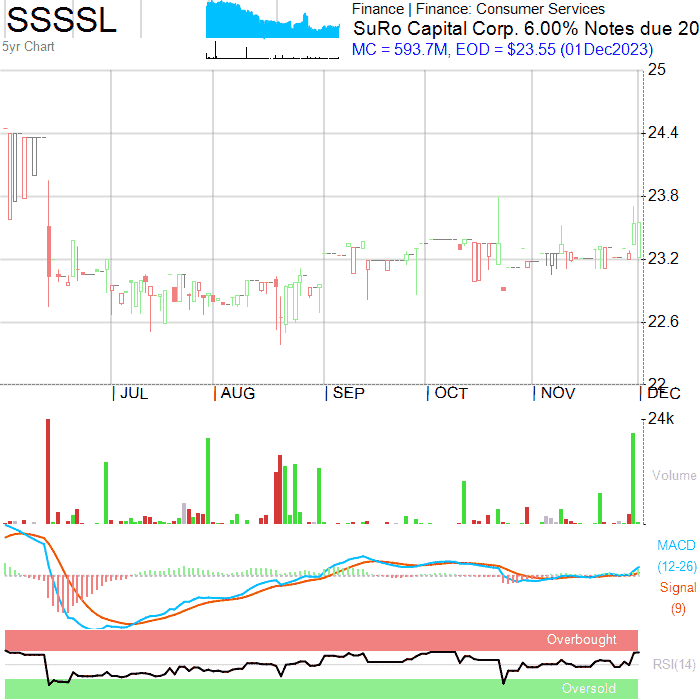 SSSSL
5yr Chart
Finance | Finance: Consumer Services
SuRo Capital Corp. 6.00% Notes due 20
MC = 593.7M, EOD = $23.55 (01Dec2023)
25
24.4
23.8
23.2
22.6
22
JUL
AUG
SEP
OCT
NOV
DEC
24k
Volume
MACD
(12-26)
Signal
(9)
Overbought
RSI(14)
Oversold